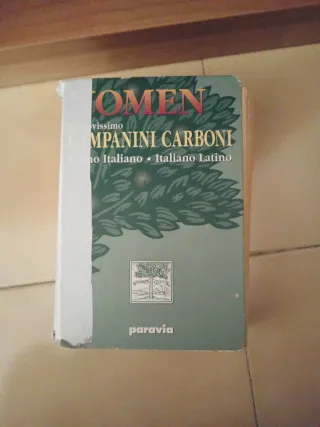 NOMEN
vissimo
MPANINI CARBONI
no Italiano • Italiano Latino
paravia